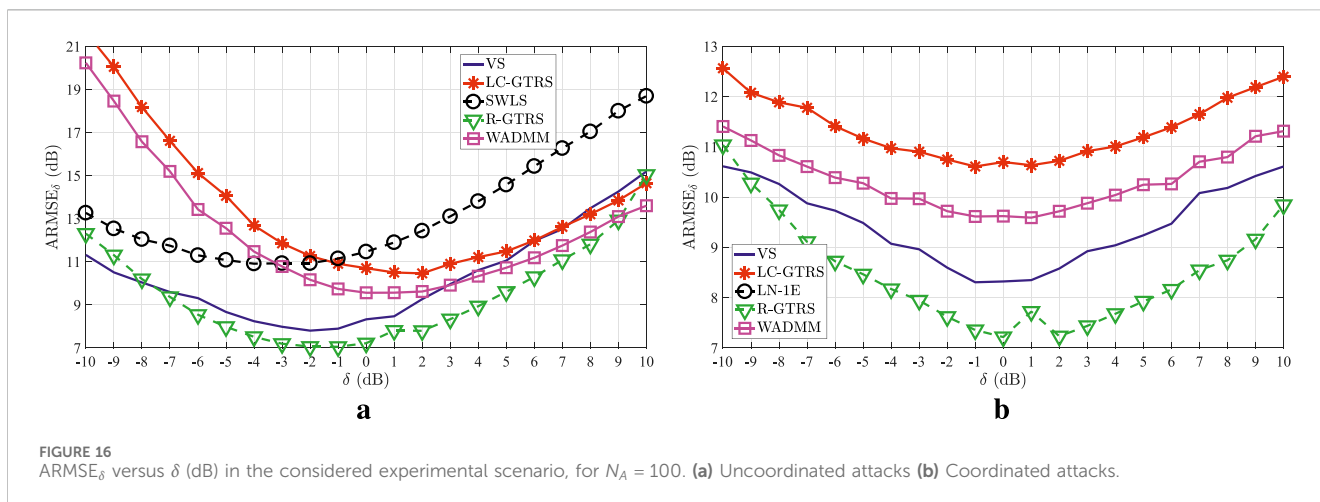 21
19
17
15
13
11
9
7
ARMSEδ (dB)
-10 -9 -8 -7 -6 -5 -4 -3 -2 -1 0 1 2 3 4 5 6 7 8 9 10
δ (dB)
VS
LC-GTRS
SWLS
R-GTRS
WADMM
a
13
12
11
10
9
8
7
ARMSEδ (dB)
-10 -9 -8 -7 -6 -5 -4 -3 -2 -1 0 1 2 3 4 5 6 7 8 9 10
δ (dB)
VS
LC-GTRS
LN-1E
R-GTRS
WADMM
b
FIGURE 16
ARMSEδ versus δ (dB) in the considered experimental scenario, for NA = 100. (a) Uncoordinated attacks (b) Coordinated attacks.